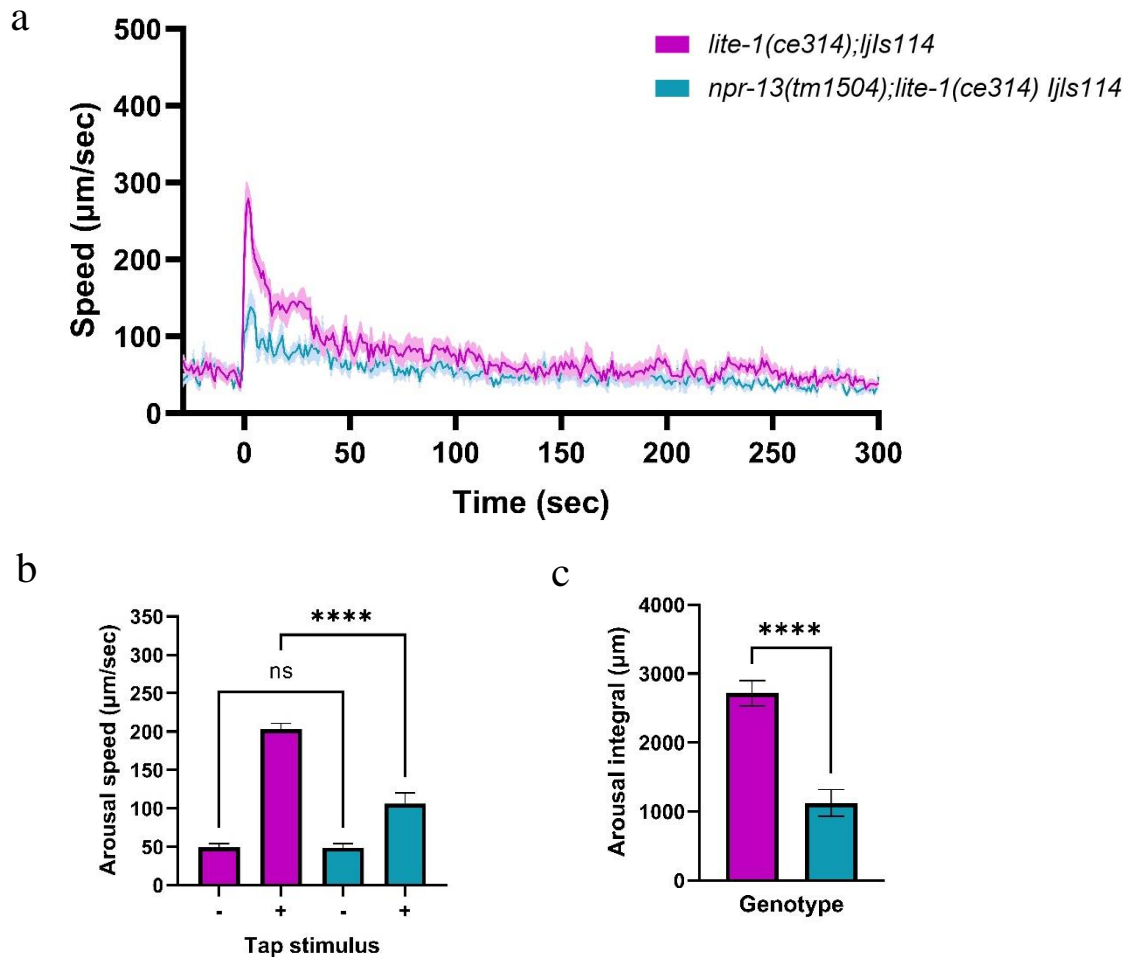 a
500
400
300
200
100
0
Speed (µm/sec)
lite-1(ce314);ljIs114
npr-13(tm1504);lite-1(ce314) ljIs114
0 50 100 150 200 250 300
Time (sec)
b
350
300
250
200
150
100
50
0
Arousal speed (µm/sec)
ns
****
- + - +
Tap stimulus
c
4000
3000
2000
1000
0
Arousal integral (µm)
****
Genotype